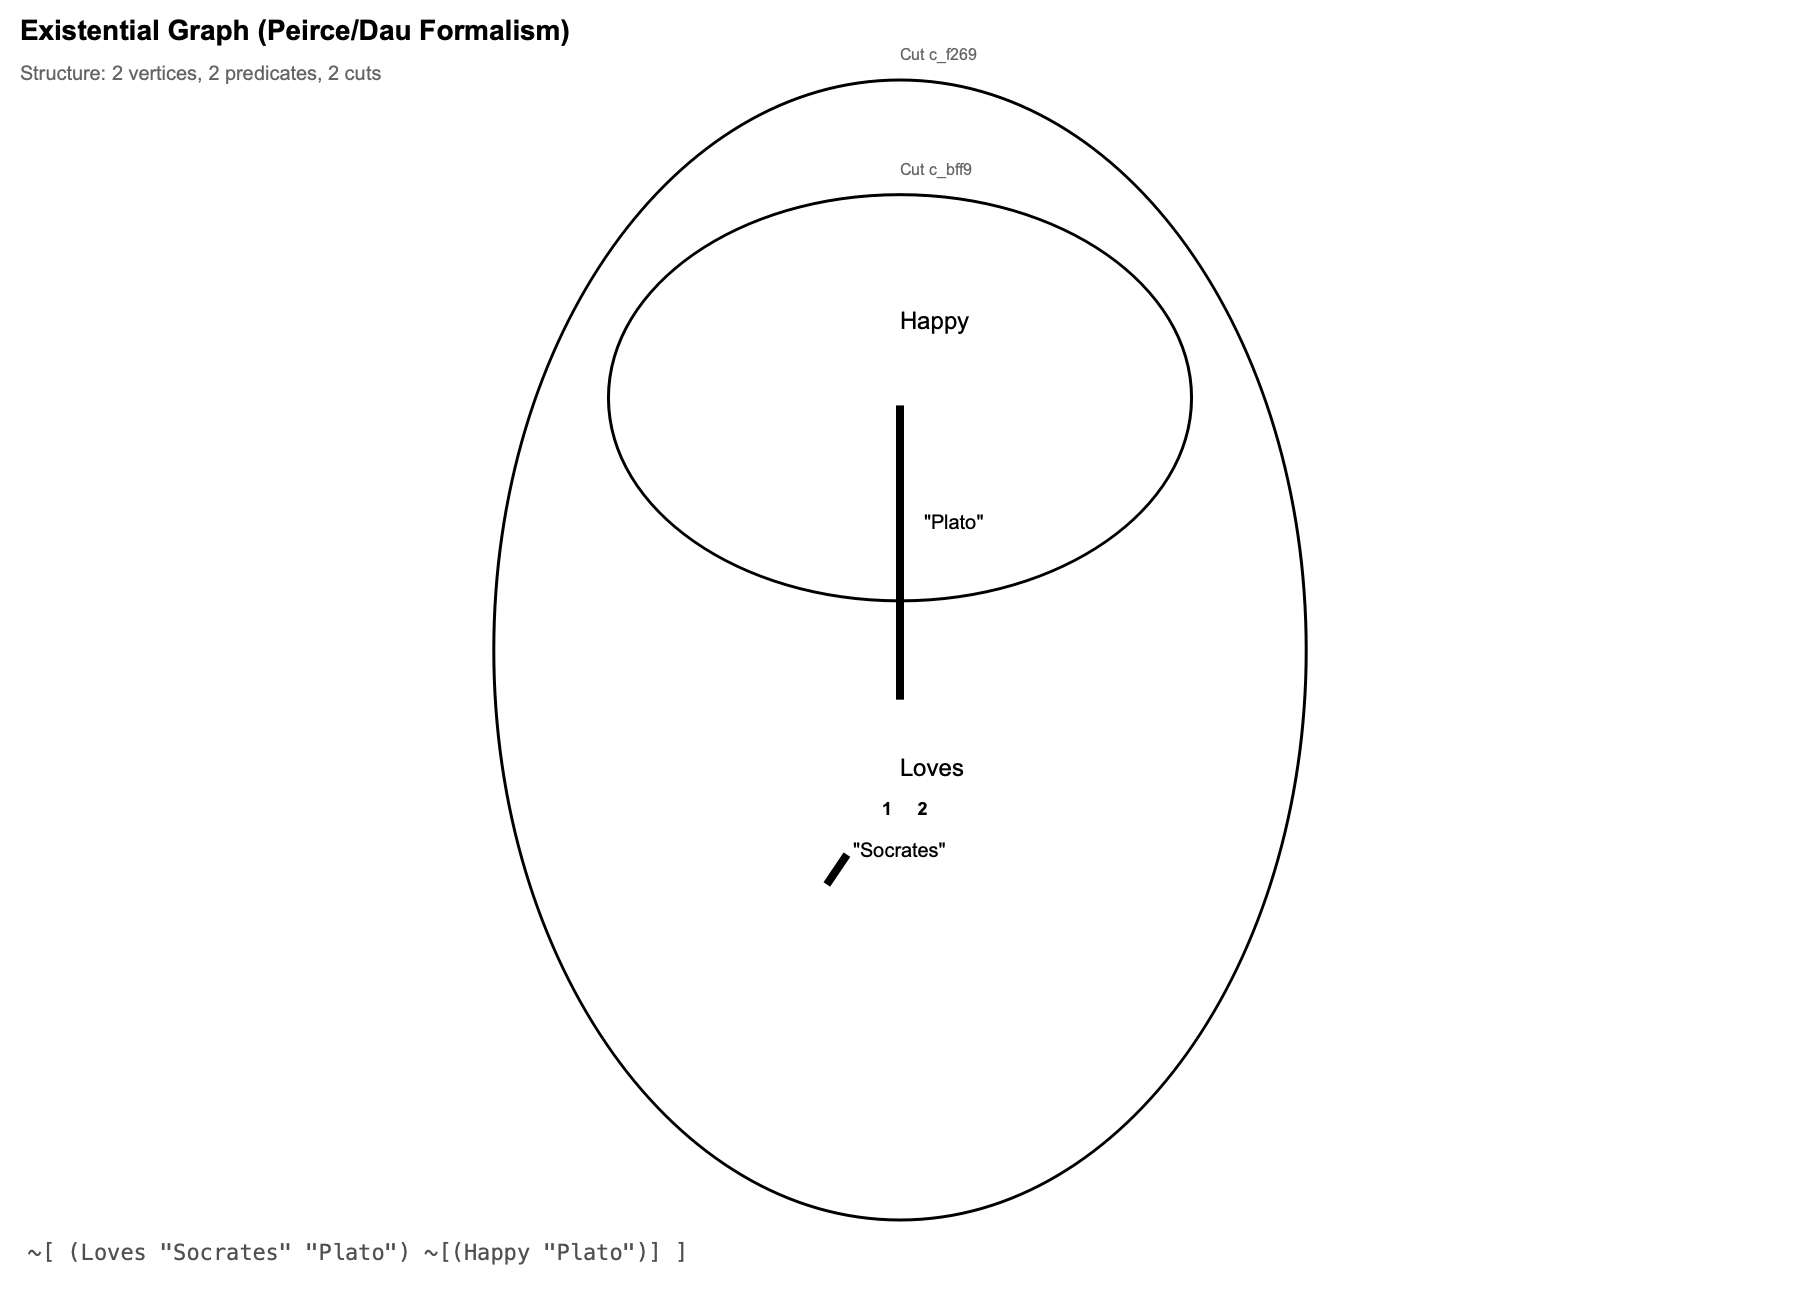 Existential Graph (Peirce/Dau Formalism)
Structure: 2 vertices, 2 predicates, 2 cuts
Cut c_f269
Cut c_bff9
Happy
"Plato"
Loves
1 2
"Socrates"
~[ (Loves "Socrates" "Plato") ~[(Happy "Plato")] ]